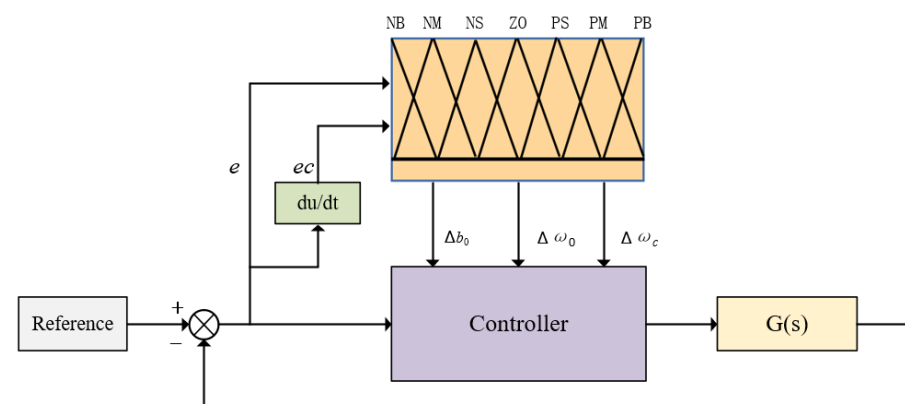 NB NM NS ZO PS PM PB
e
ec
du/dt
Δb₀ Δ ω₀ Δ ω꜀
+
Reference
−
Controller
G(s)